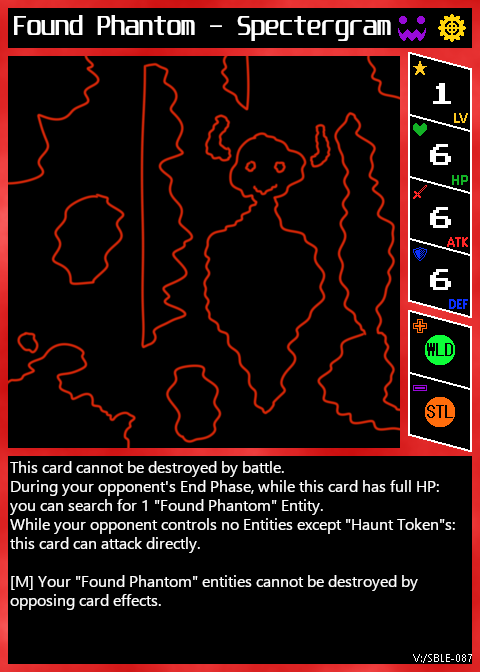 Found Phantom - Spectergram
1
LV
6
HP
6
ATK
6
DEF
WLD
STL
This card cannot be destroyed by battle.
During your opponent's End Phase, while this card has full HP:
you can search for 1 "Found Phantom" Entity.
While your opponent controls no Entities except "Haunt Token"s:
this card can attack directly.
[M] Your "Found Phantom" entities cannot be destroyed by
opposing card effects.
V:/SBLE-087